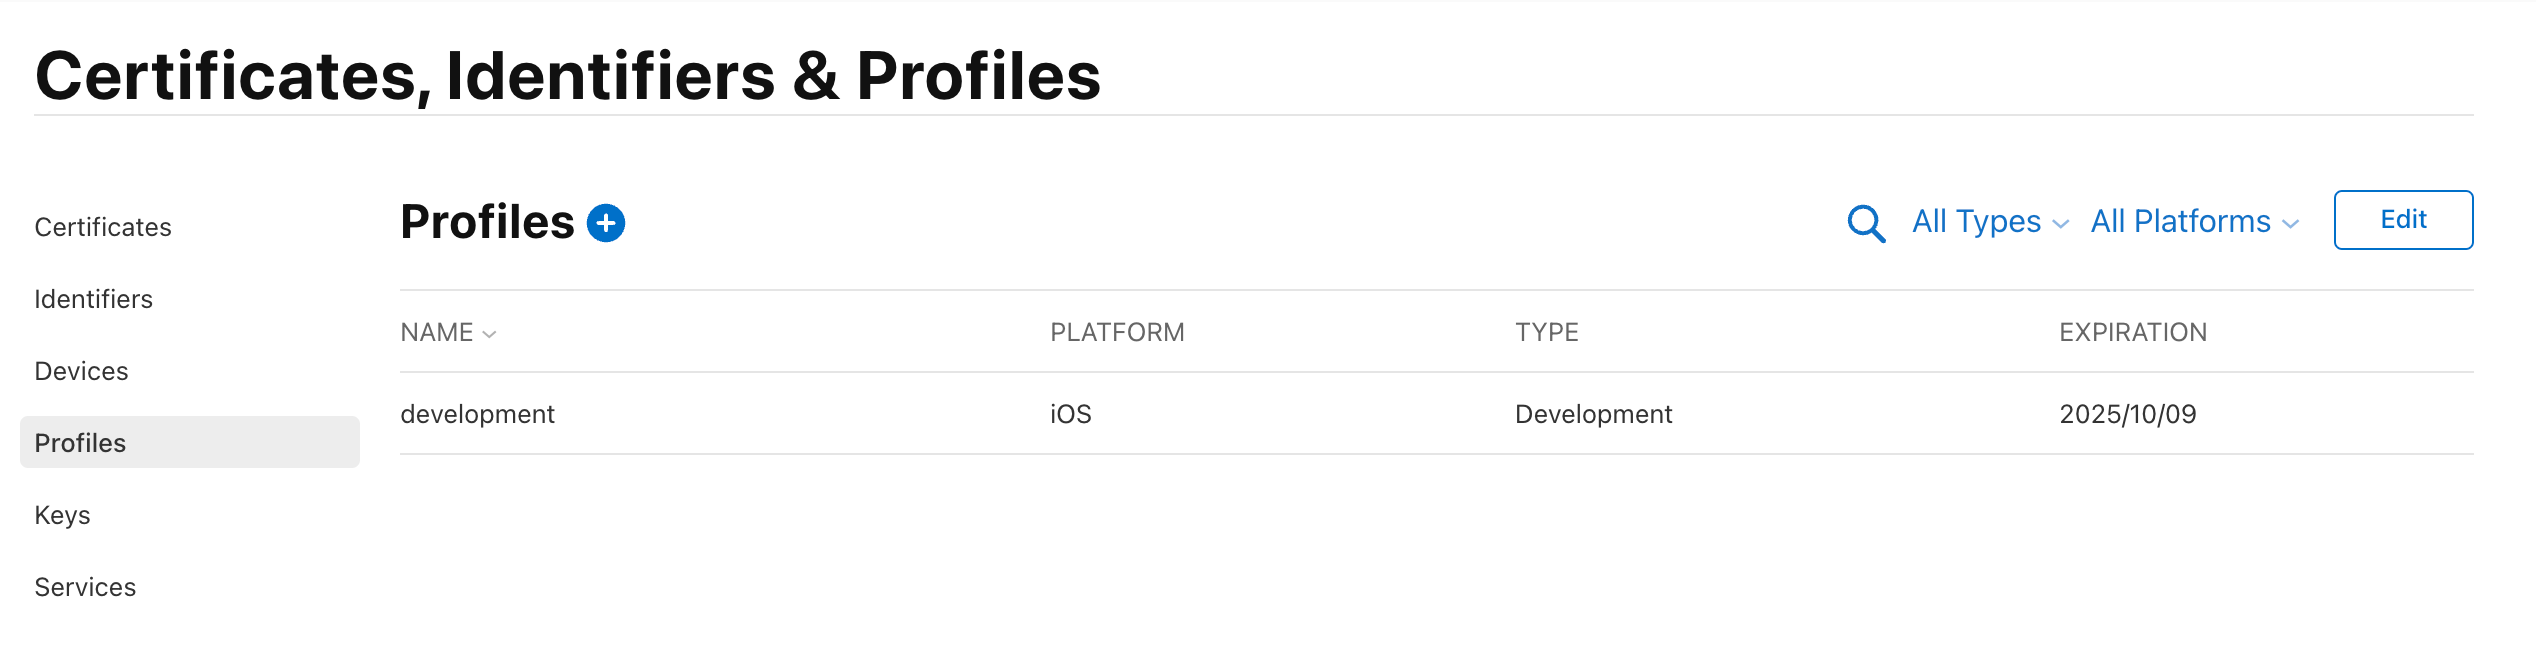 Certificates, Identifiers & Profiles
Certificates
Identifiers
Devices
Profiles
Keys
Services
Profiles
All Types
All Platforms
Edit
NAME PLATFORM TYPE EXPIRATION
development iOS Development 2025/10/09